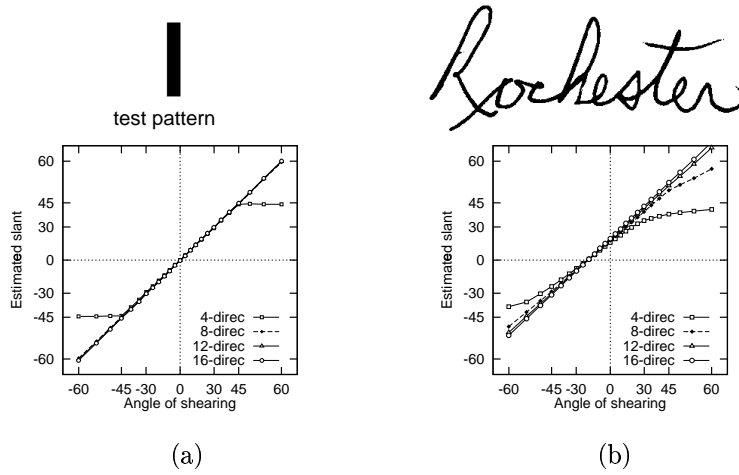 Rochester
test pattern
60
45
30
0
-30
-45
-60
Estimated slant
4-direc
8-direc
12-direc
16-direc
-60 -45 -30 0 30 45 60
Angle of shearing
(a)
60
45
30
0
-30
-45
-60
Estimated slant
4-direc
8-direc
12-direc
16-direc
-60 -45 -30 0 30 45 60
Angle of shearing
(b)